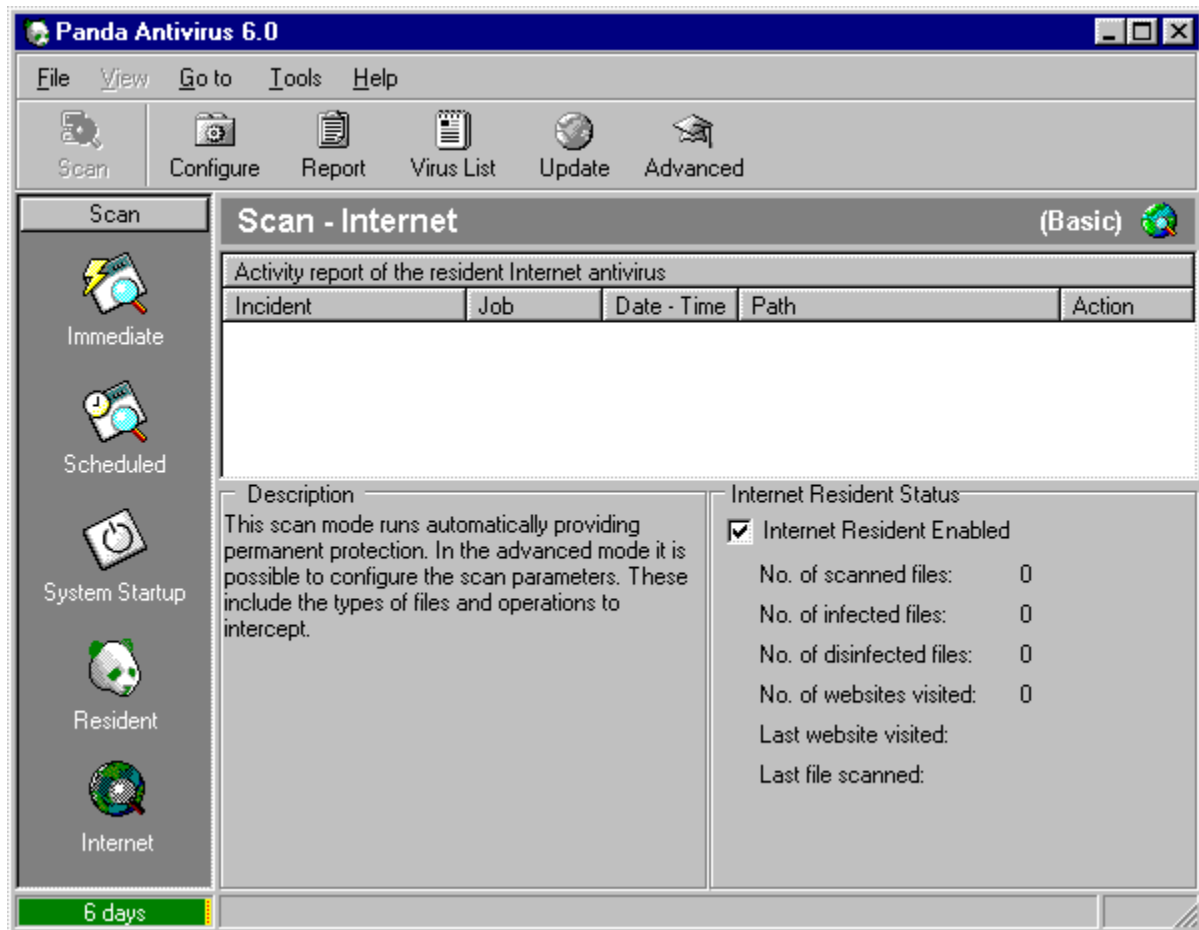 Panda Antivirus 6.0
File View Go to Tools Help
Scan Configure Report Virus List Update Advanced
Scan
Immediate
Scheduled
System Startup
Resident
Internet
Scan - Internet (Basic)
Activity report of the resident Internet antivirus
Incident Job Date - Time Path Action
Description
This scan mode runs automatically providing
permanent protection. In the advanced mode it is
possible to configure the scan parameters. These
include the types of files and operations to
intercept.
Internet Resident Status
Internet Resident Enabled
No. of scanned files: 0
No. of infected files: 0
No. of disinfected files: 0
No. of websites visited: 0
Last website visited:
Last file scanned:
6 days